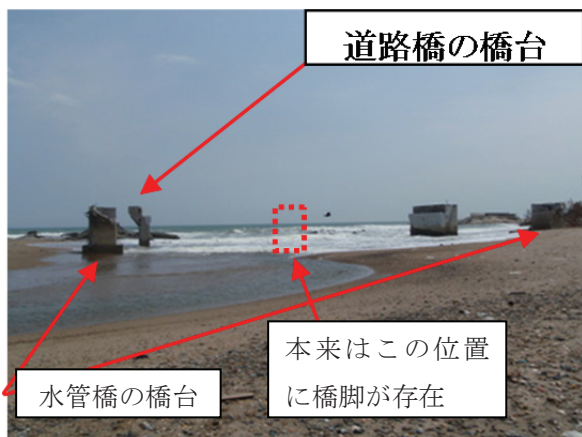 道路橋の橋台
本来はこの位置
に橋脚が存在
水管橋の橋台